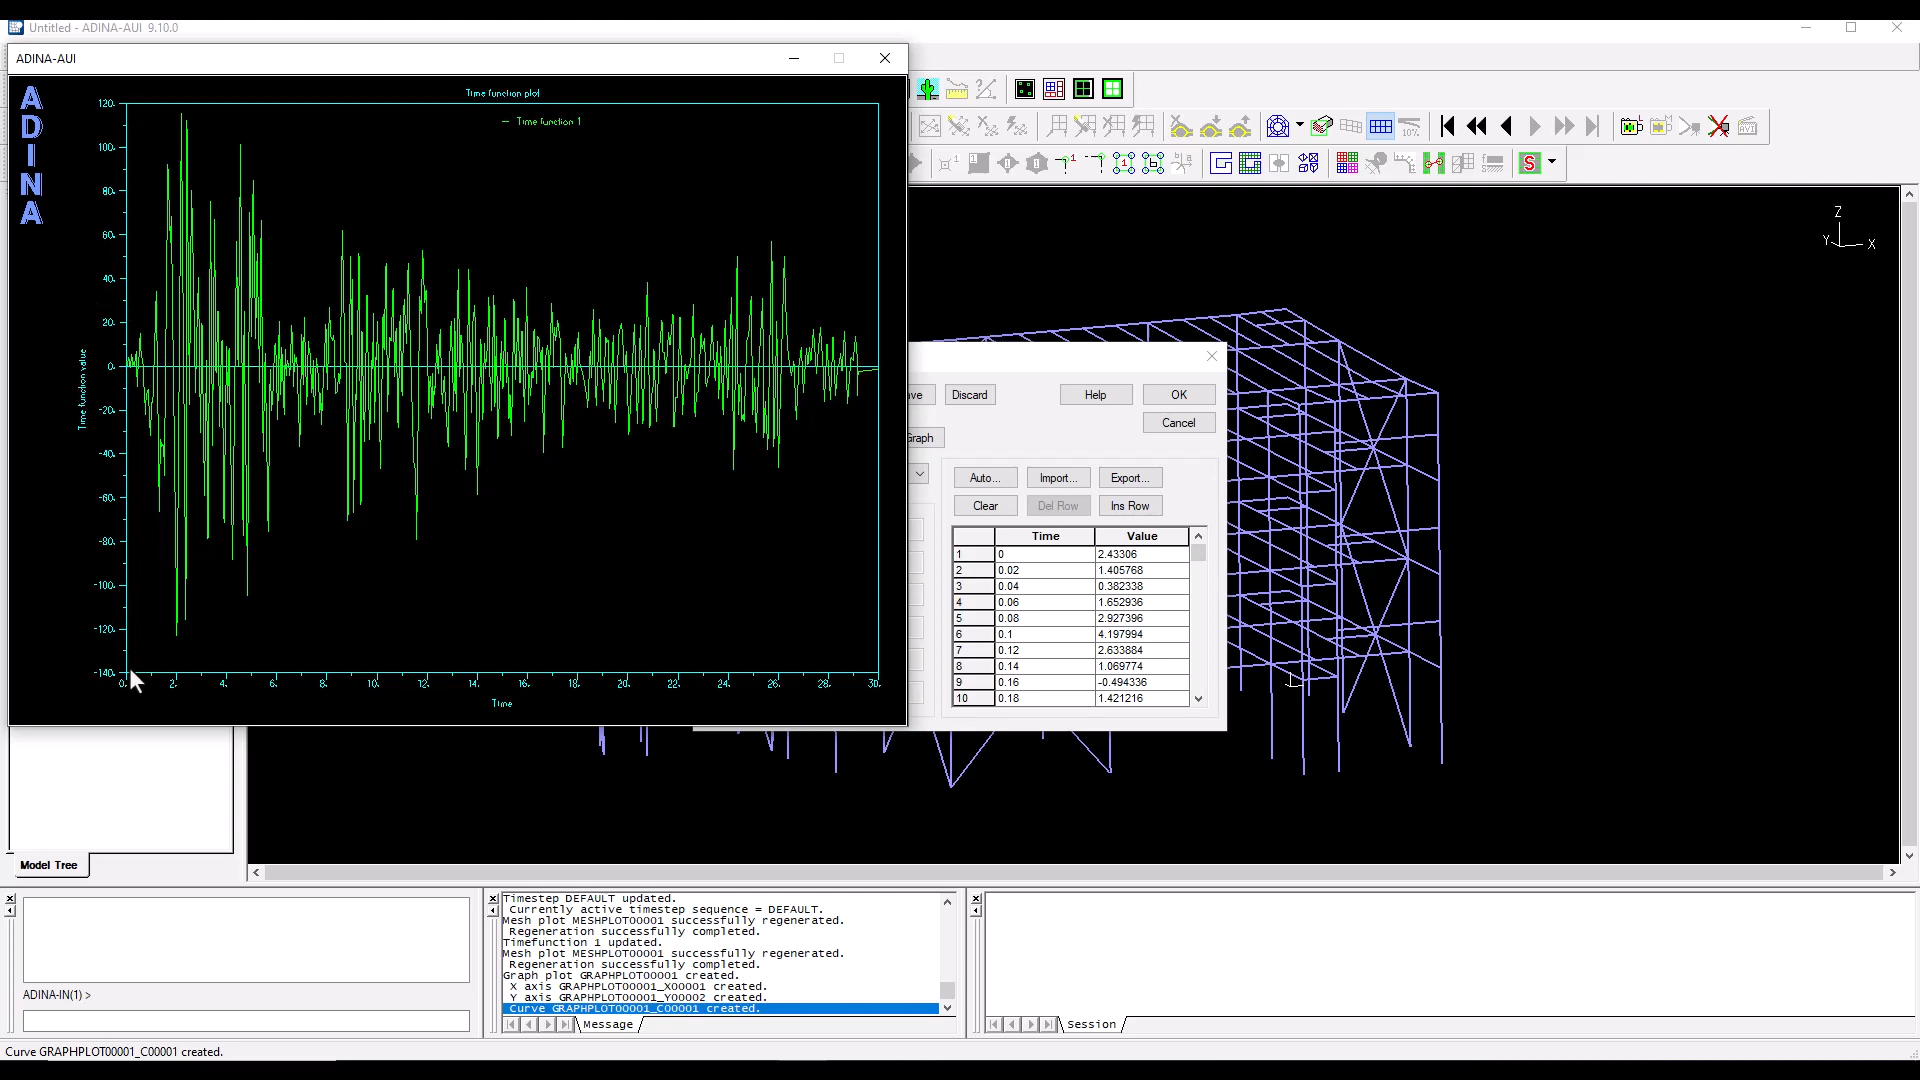 Untitled - ADINA-AUI 9.10.0
ADINA-AUI
ADINA
Time function plot
Time function 1
120.
100.
80.
60.
40.
20.
0.
-20.
-40.
-60.
-80.
-100.
-120.
-140.
Time function value
0. 2. 4. 6. 8. 10. 12. 14. 16. 18. 20. 22. 24. 26. 28. 30.
Time
Z
Y X
Discard Help OK
Cancel
Graph
Auto... Import... Export...
Clear Del Row Ins Row
Time Value
1 0 2.43306
2 0.02 1.405768
3 0.04 0.382338
4 0.06 1.652936
5 0.08 2.927396
6 0.1 4.197994
7 0.12 2.633884
8 0.14 1.069774
9 0.16 -0.494336
10 0.18 1.421216
Model Tree
Timestep DEFAULT updated.
Currently active timestep sequence = DEFAULT.
Mesh plot MESHPLOT00001 successfully regenerated.
Regeneration successfully completed.
Timefunction 1 updated.
Mesh plot MESHPLOT00001 successfully regenerated.
Regeneration successfully completed.
Graph plot GRAPHPLOT00001 created.
X axis GRAPHPLOT00001_X00001 created.
Y axis GRAPHPLOT00001_Y00002 created.
Curve GRAPHPLOT00001_C00001 created.
ADINA-IN(1) >
Message
Session
Curve GRAPHPLOT00001_C00001 created.